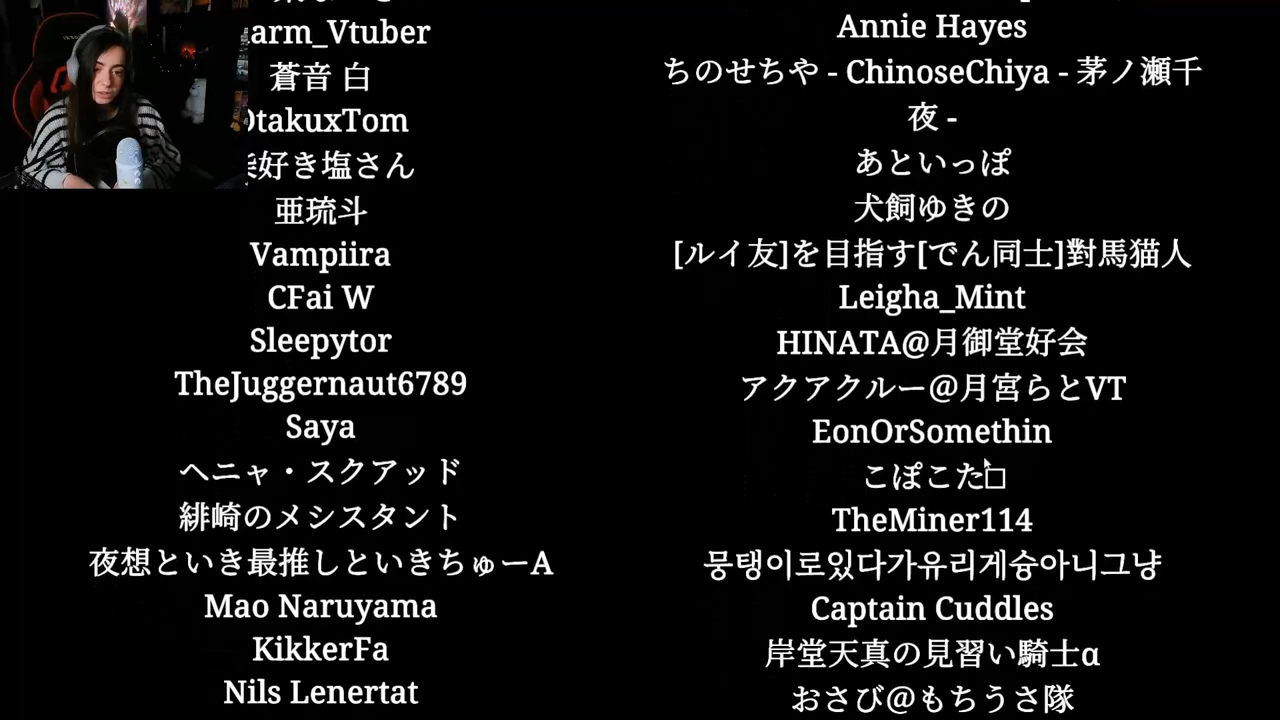 arm_Vtuber
蒼音 白
OtakuxTom
好き塩さん
亜琉斗
Vampiira
CFai W
Sleepytor
TheJuggernaut6789
Saya
ヘニャ・スクアッド
緋崎のメシスタント
夜想といき最推しといきちゅーA
Mao Naruyama
KikkerFa
Nils Lenertat
Annie Hayes
ちのせちや - ChinoseChiya - 茅ノ瀬千
夜 -
あといっぽ
犬飼ゆきの
[ルイ友]を目指す[でん同士]對馬猫人
Leigha_Mint
HINATA@月御堂好会
アクアクルー@月宮らとVT
EonOrSomethin
こぽこた□
TheMiner114
뭉탱이로있다가유리게슝아니그냥
Captain Cuddles
岸堂天真の見習い騎士α
おさび@もちうさ隊